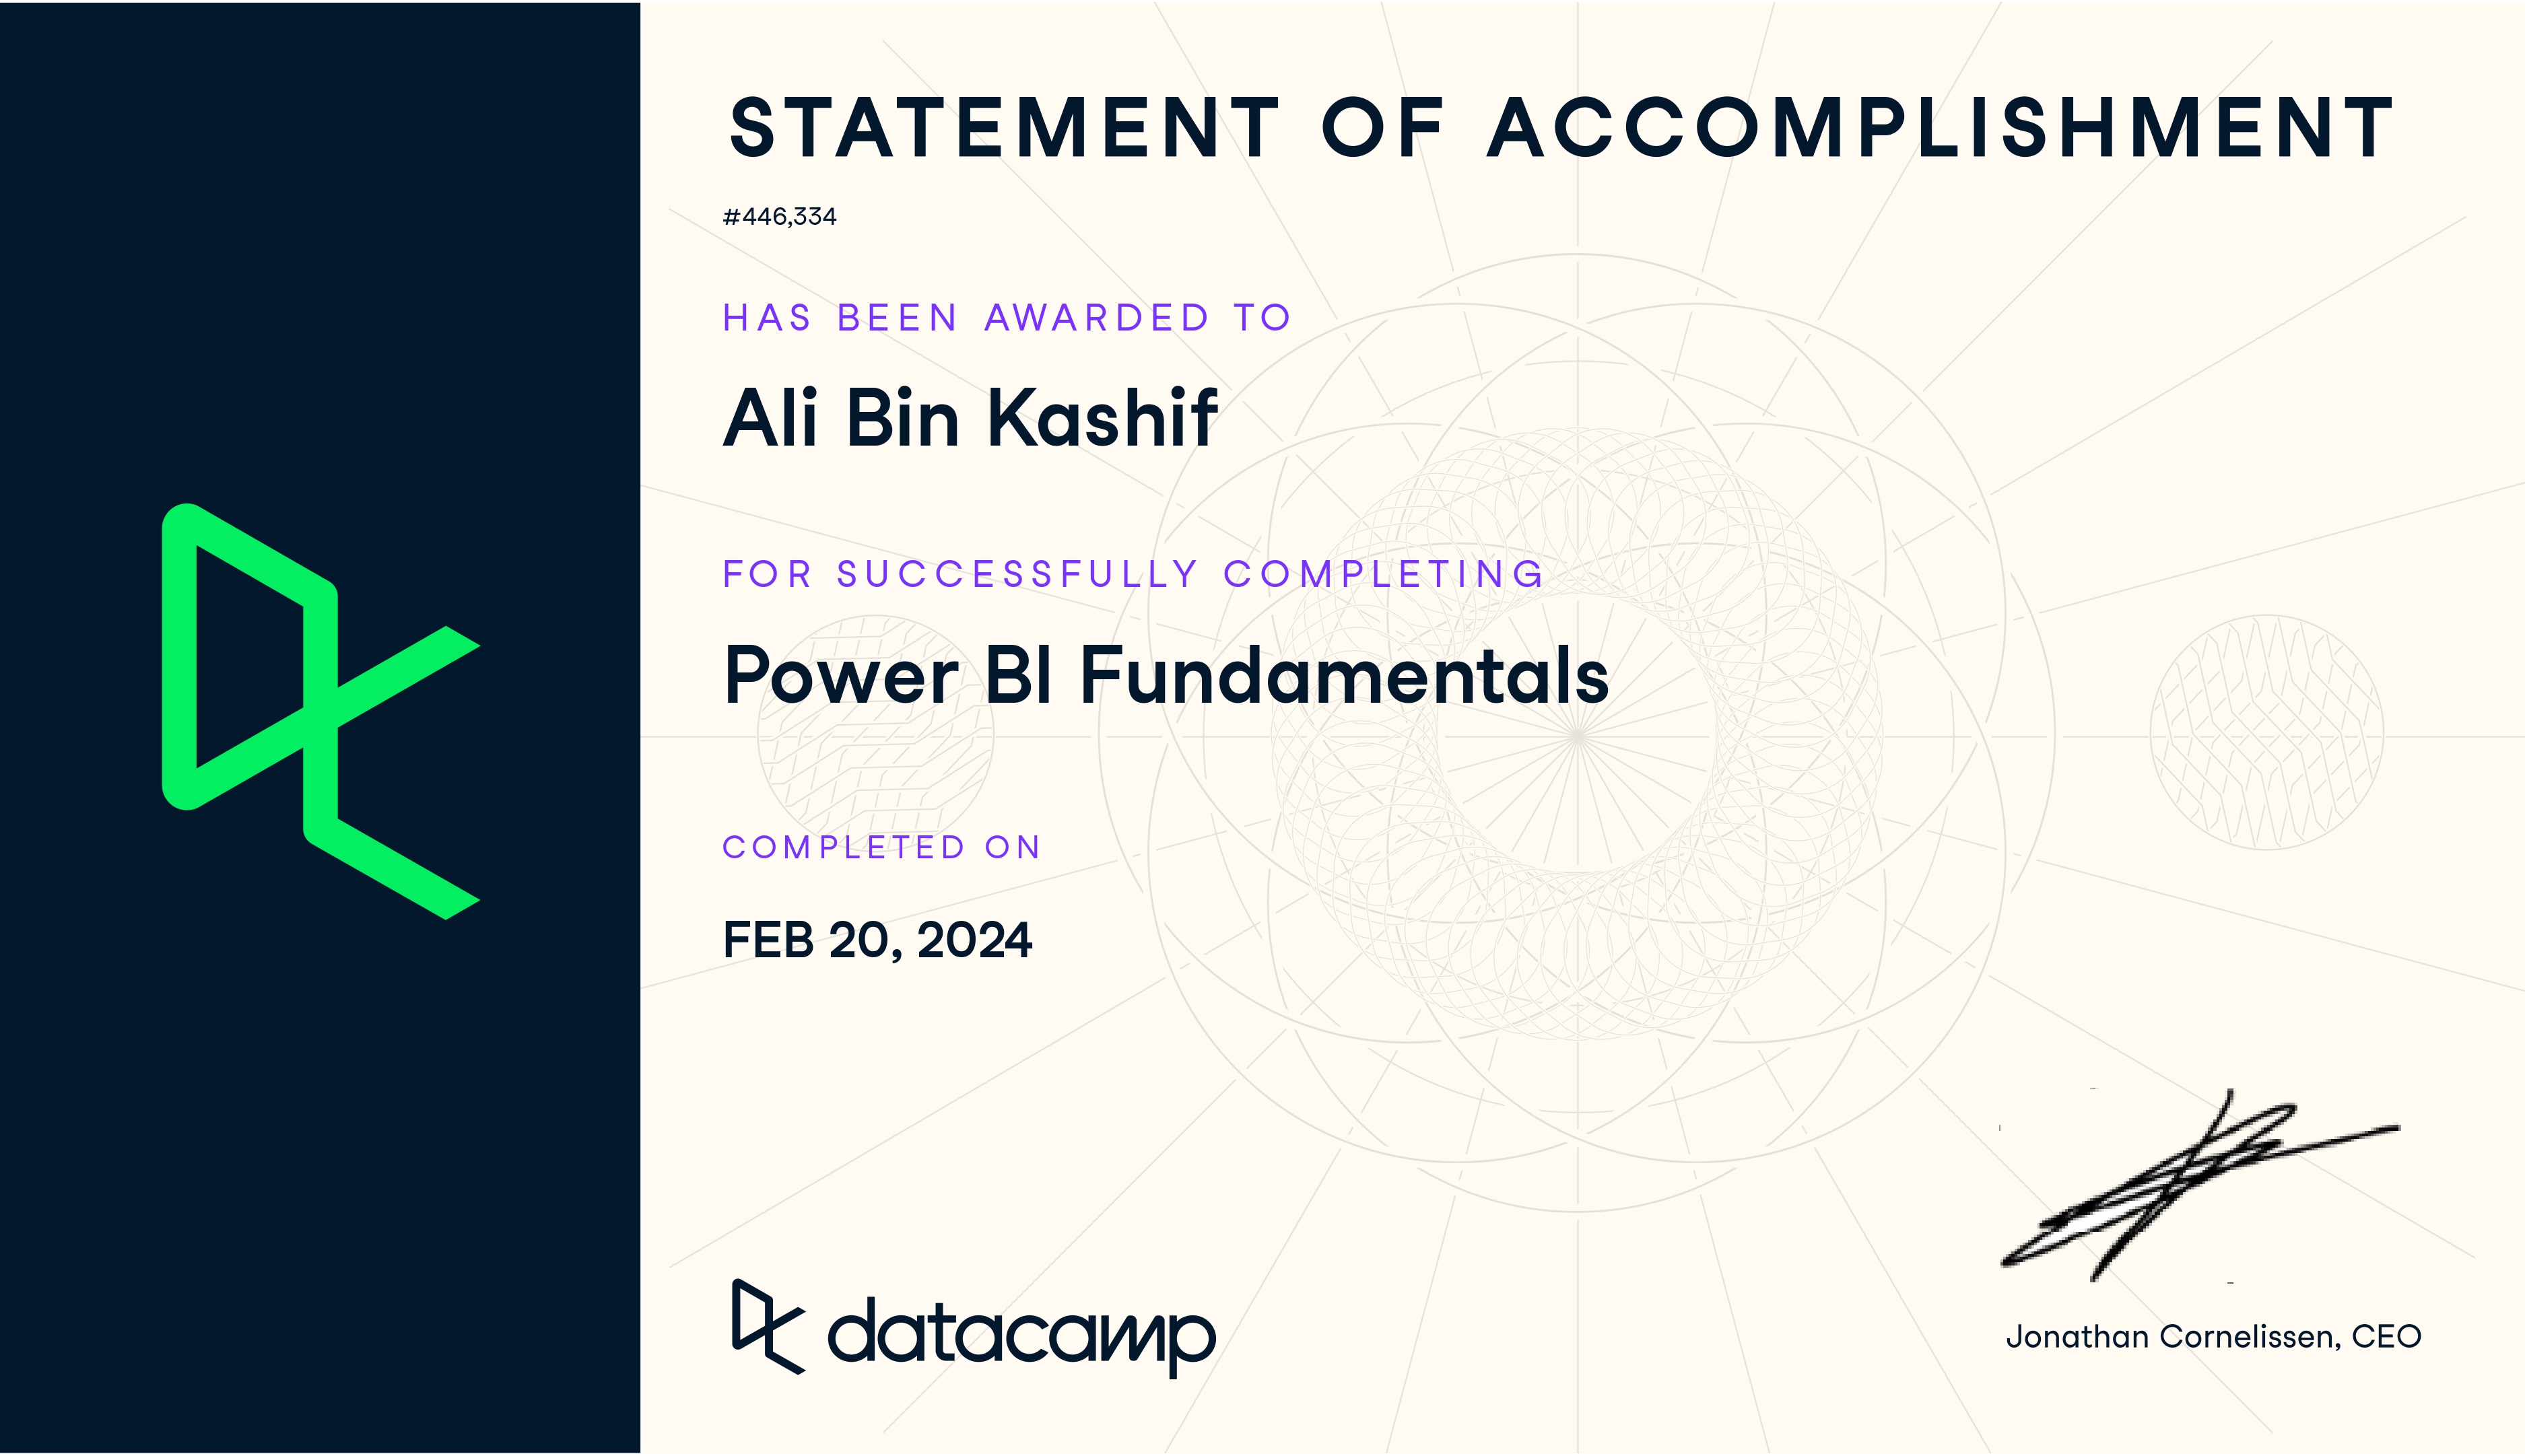 STATEMENT OF ACCOMPLISHMENT
#446,334
HAS BEEN AWARDED TO
Ali Bin Kashif
FOR SUCCESSFULLY COMPLETING
Power BI Fundamentals
COMPLETED ON
FEB 20, 2024
datacamp
Jonathan Cornelissen, CEO